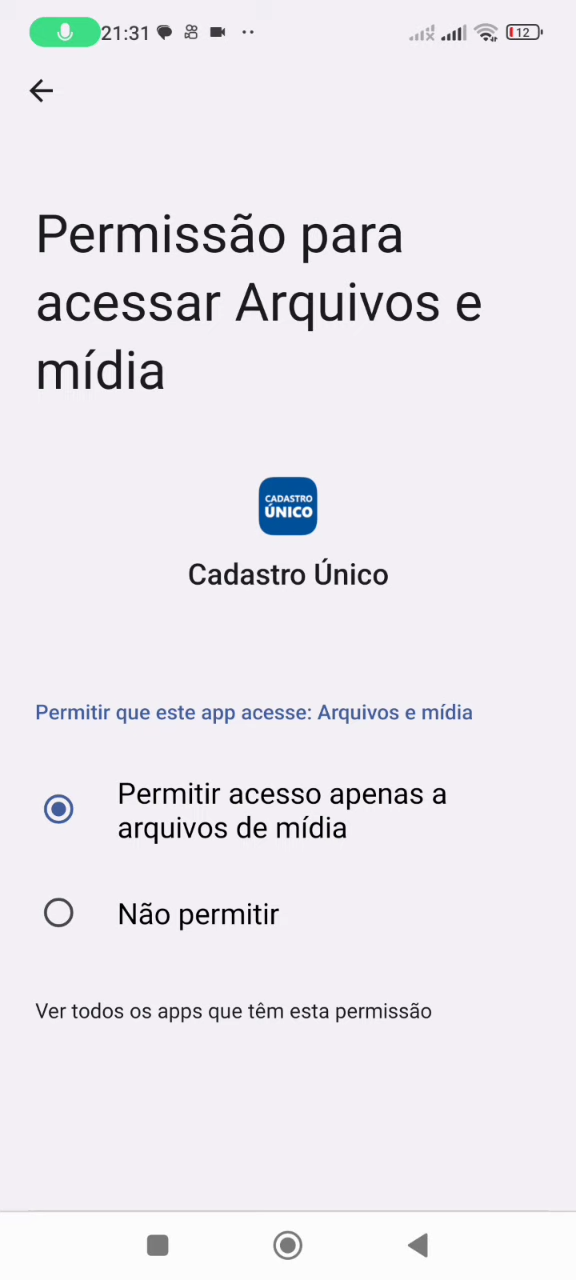 21:31
12
Permissão para
acessar Arquivos e
mídia
CADASTRO
ÚNICO
Cadastro Único
Permitir que este app acesse: Arquivos e mídia
Permitir acesso apenas a
arquivos de mídia
Não permitir
Ver todos os apps que têm esta permissão